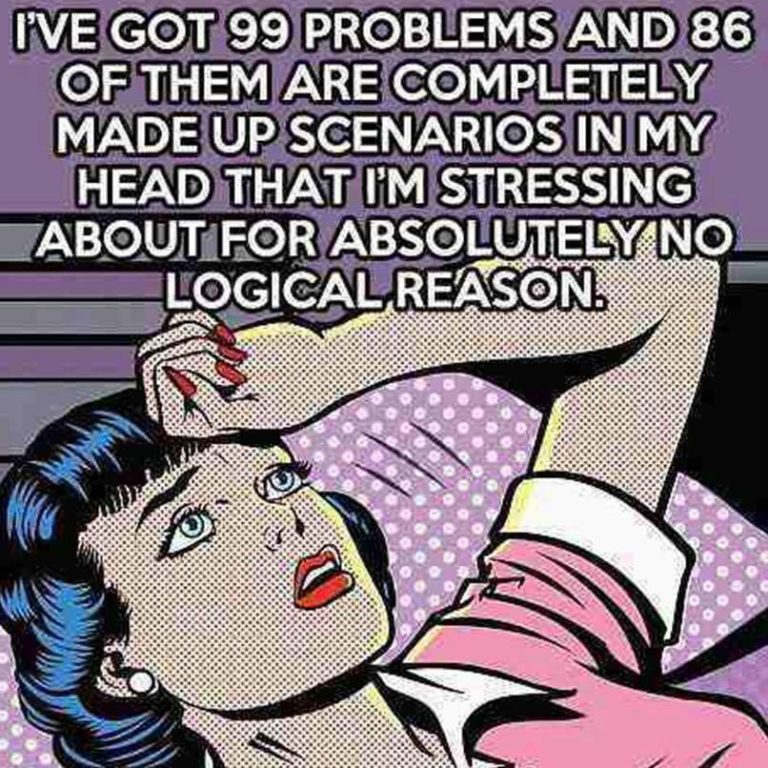 I'VE GOT 99 PROBLEMS AND 86
OF THEM ARE COMPLETELY
MADE UP SCENARIOS IN MY
HEAD THAT I'M STRESSING
ABOUT FOR ABSOLUTELY NO
LOGICAL REASON.